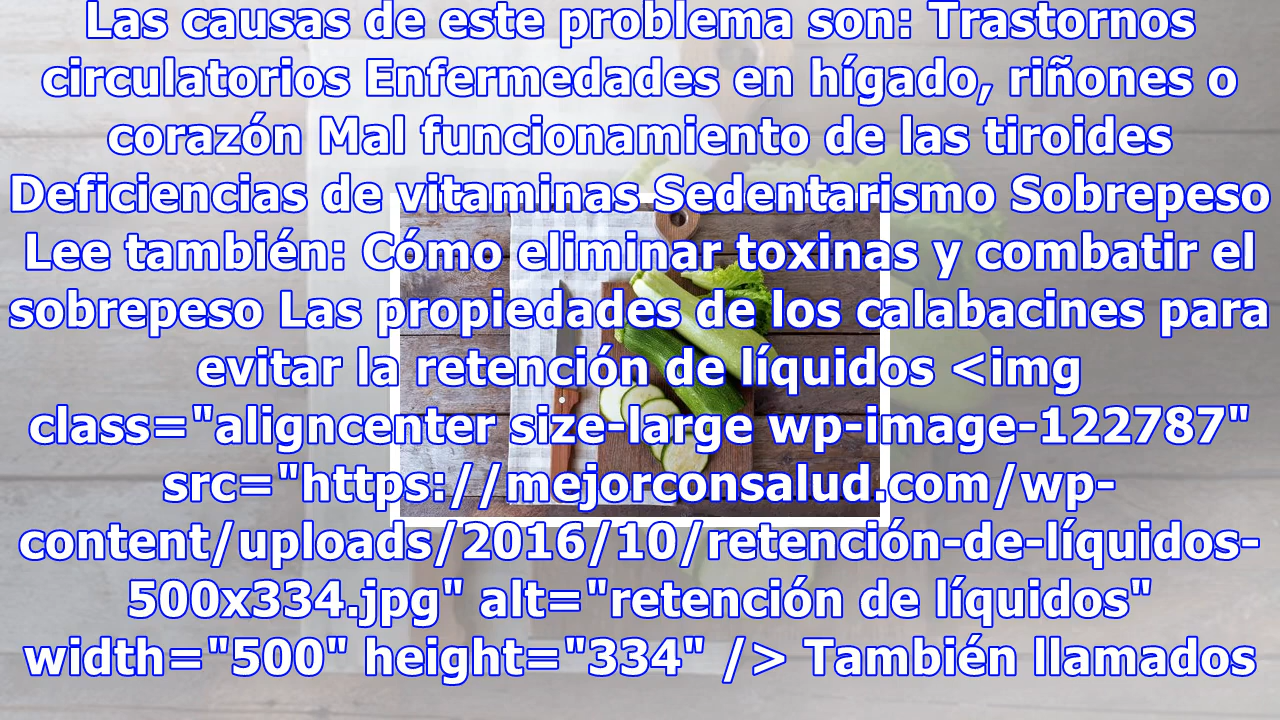 Las causas de este problema son: Trastornos
circulatorios Enfermedades en hígado, riñones o
corazón Mal funcionamiento de las tiroides
Deficiencias de vitaminas Sedentarismo Sobrepeso
Lee también: Cómo eliminar toxinas y combatir el
sobrepeso Las propiedades de los calabacines para
evitar la retención de líquidos <img
class="aligncenter size-large wp-image-122787"
src="https://mejorconsalud.com/wp-
content/uploads/2016/10/retención-de-líquidos-
500x334.jpg" alt="retención de líquidos"
width="500" height="334" /> También llamados